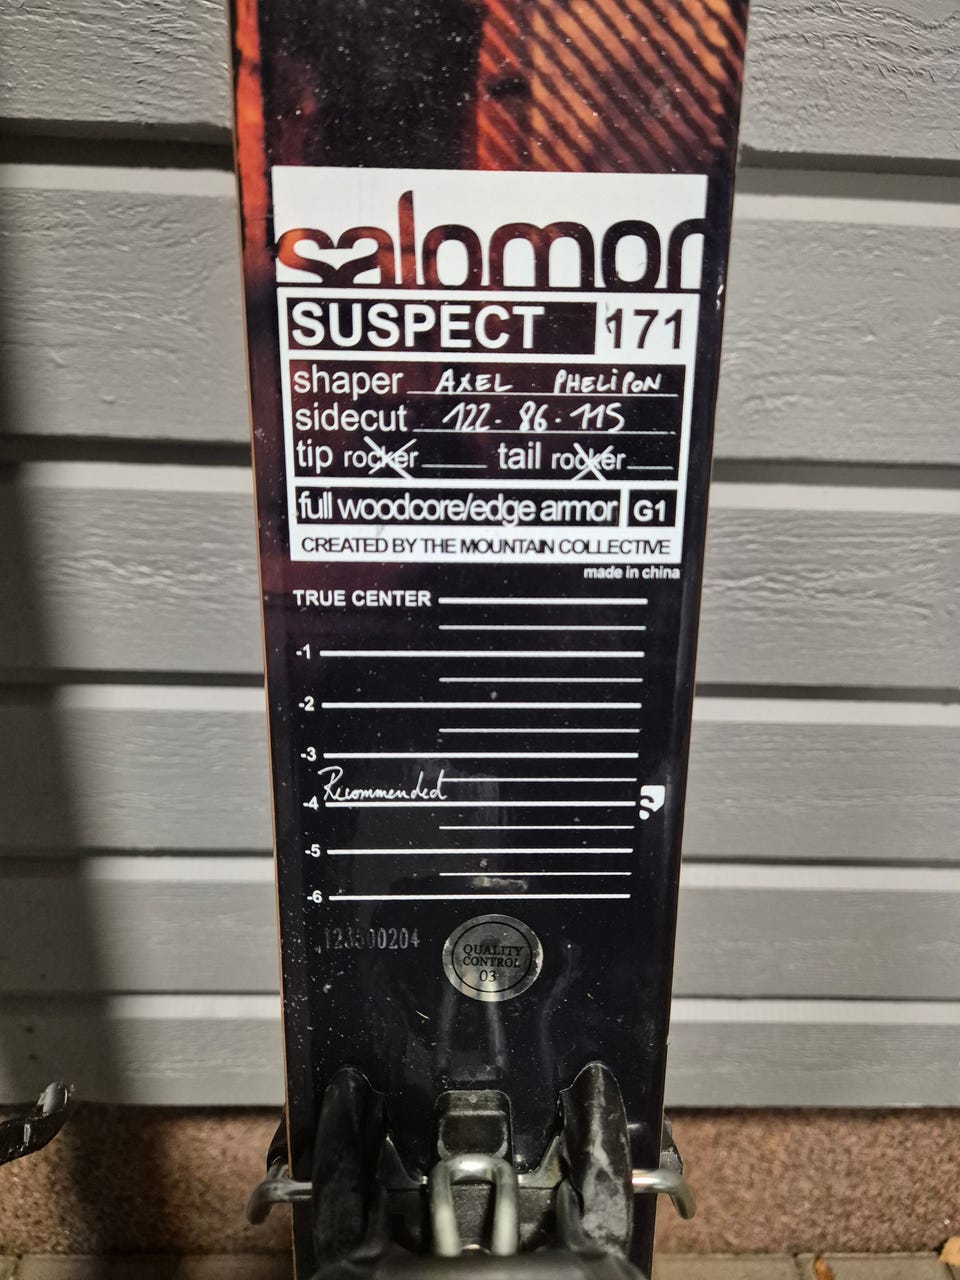 salomon
SUSPECT 171
shaper AXEL PHELIPON
sidecut 122 - 86 - 115
tip rocker tail rocker
full woodcore/edge armor G1
CREATED BY THE MOUNTAIN COLLECTIVE
made in china
TRUE CENTER
-1
-2
-3
Recommended
-4
-5
-6
QUALITY
CONTROL
03